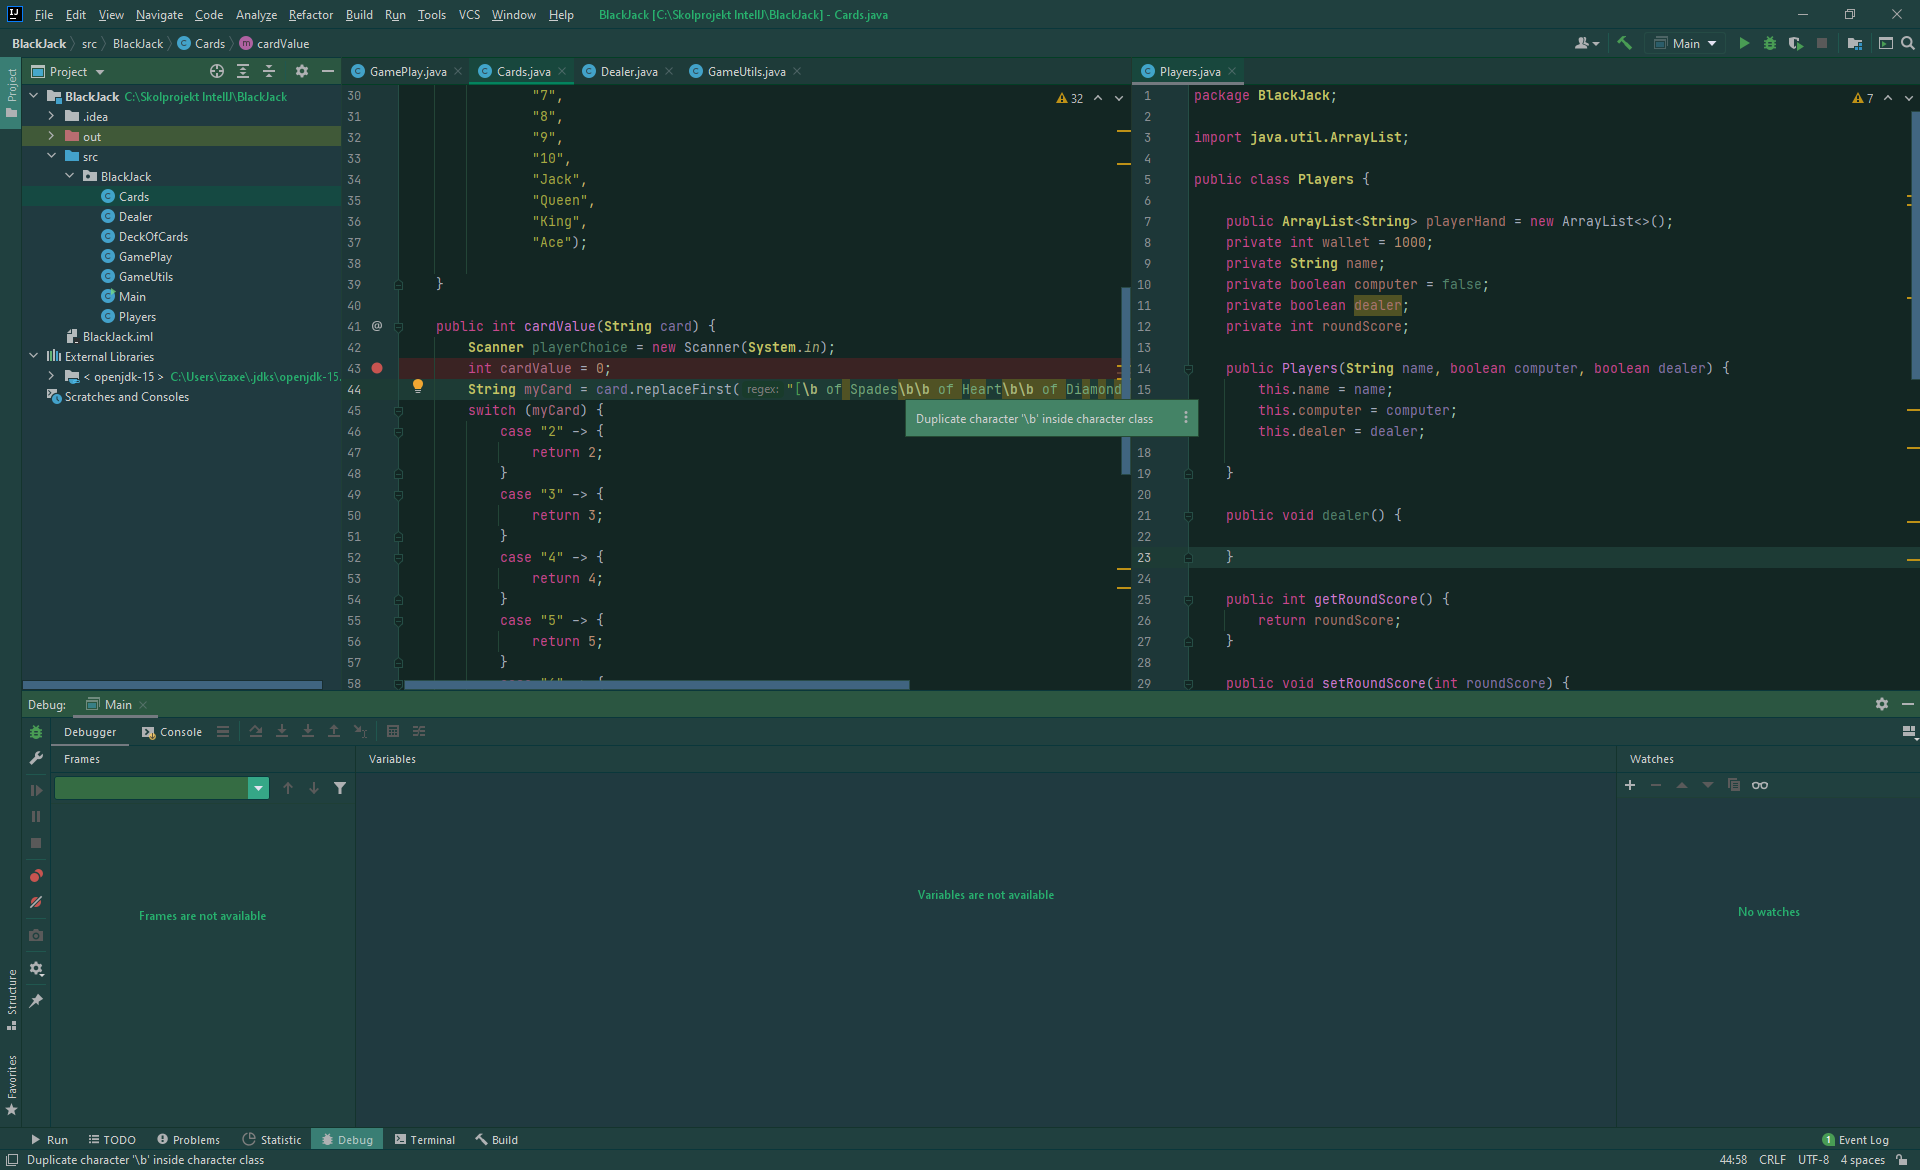 File Edit View Navigate Code Analyze Refactor Build Run Tools VCS Window Help BlackJack [C:\Skolprojekt IntelIJ\BlackJack] - Cards.java
BlackJack src BlackJack Cards cardValue
Main
Project
Project
BlackJack C:\Skolprojekt IntelIJ\BlackJack
.idea
out
src
BlackJack
Cards
Dealer
DeckOfCards
GamePlay
GameUtils
Main
Players
BlackJack.iml
External Libraries
< openjdk-15 > C:\Users\izaxe\.jdks\openjdk-15.
Scratches and Consoles
GamePlay.java Cards.java Dealer.java GameUtils.java
32
30 "7",
31 "8",
32 "9",
33 "10",
34 "Jack",
35 "Queen",
36 "King",
37 "Ace");
38
39 }
40
41 @ public int cardValue(String card) {
42 Scanner playerChoice = new Scanner(System.in);
43 int cardValue = 0;
44 String myCard = card.replaceFirst( regex: "[\b of Spades\b\b of Heart\b\b of Diamond
45 switch (myCard) {
46 case "2" -> {
47 return 2;
48 }
49 case "3" -> {
50 return 3;
51 }
52 case "4" -> {
53 return 4;
54 }
55 case "5" -> {
56 return 5;
57 }
58
Duplicate character '\b' inside character class
Players.java
7
1 package BlackJack;
2
3 import java.util.ArrayList;
4
5 public class Players {
6
7 public ArrayList<String> playerHand = new ArrayList<>();
8 private int wallet = 1000;
9 private String name;
10 private boolean computer = false;
11 private boolean dealer;
12 private int roundScore;
13
14 public Players(String name, boolean computer, boolean dealer) {
15 this.name = name;
this.computer = computer;
this.dealer = dealer;
18
19 }
20
21 public void dealer() {
22
23 }
24
25 public int getRoundScore() {
26 return roundScore;
27 }
28
29 public void setRoundScore(int roundScore) {
Debug: Main
Debugger Console
Frames
Variables
Watches
Frames are not available
Variables are not available
No watches
Structure
Favorites
Run TODO Problems Statistic Debug Terminal Build
1 Event Log
Duplicate character '\b' inside character class
44:58 CRLF UTF-8 4 spaces